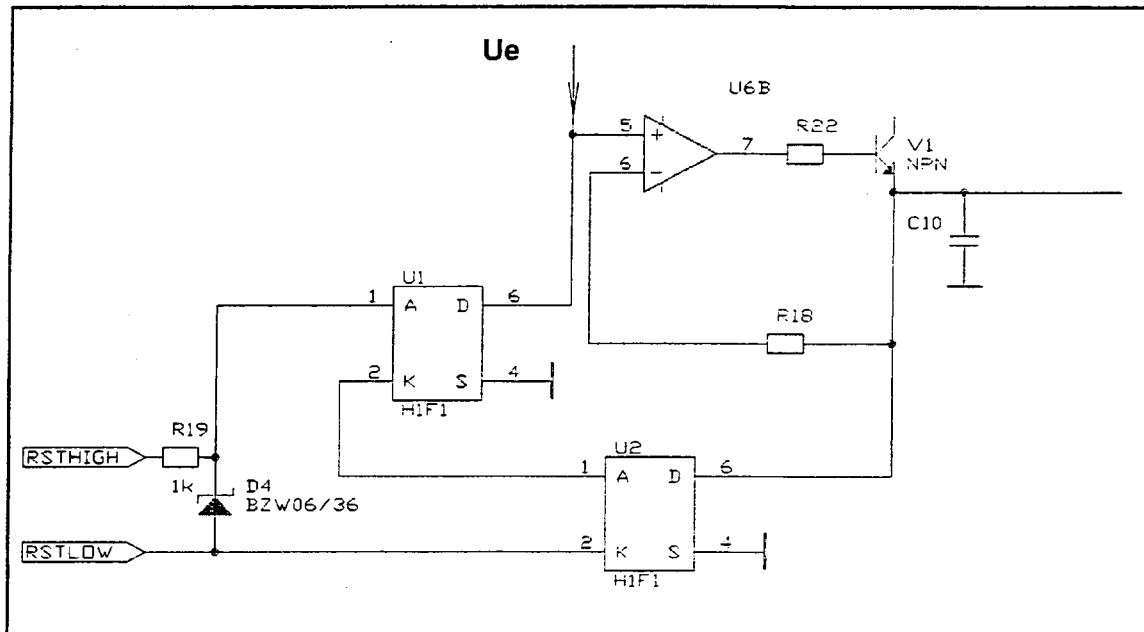 Ue
U6B
5
+
7
R22
V1
NPN
6
-
C10
U1
1
A
D
6
R18
2
K
S
4
H1F1
R19
RSTHIGH
1k
D4
BZW06/36
U2
1
A
D
6
RSTLOW
2
K
S
4
H1F1